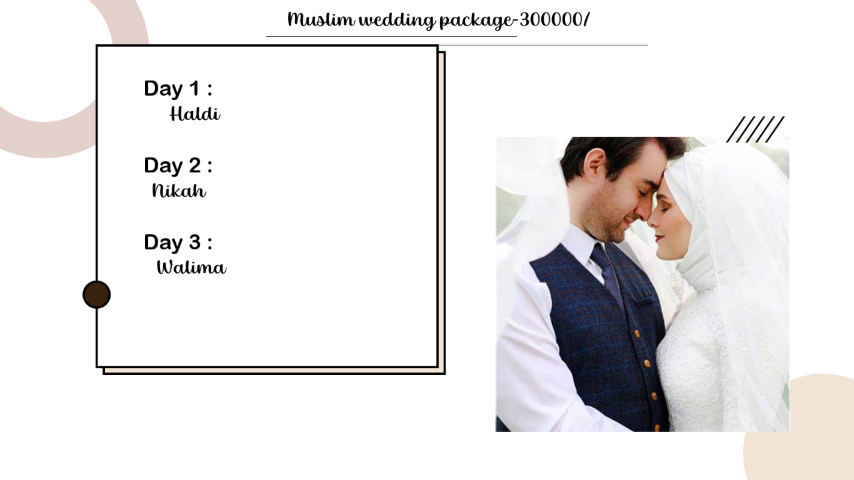 Muslim wedding package-300000/
Day 1 :
Haldi
Day 2 :
Nikah
Day 3 :
Walima